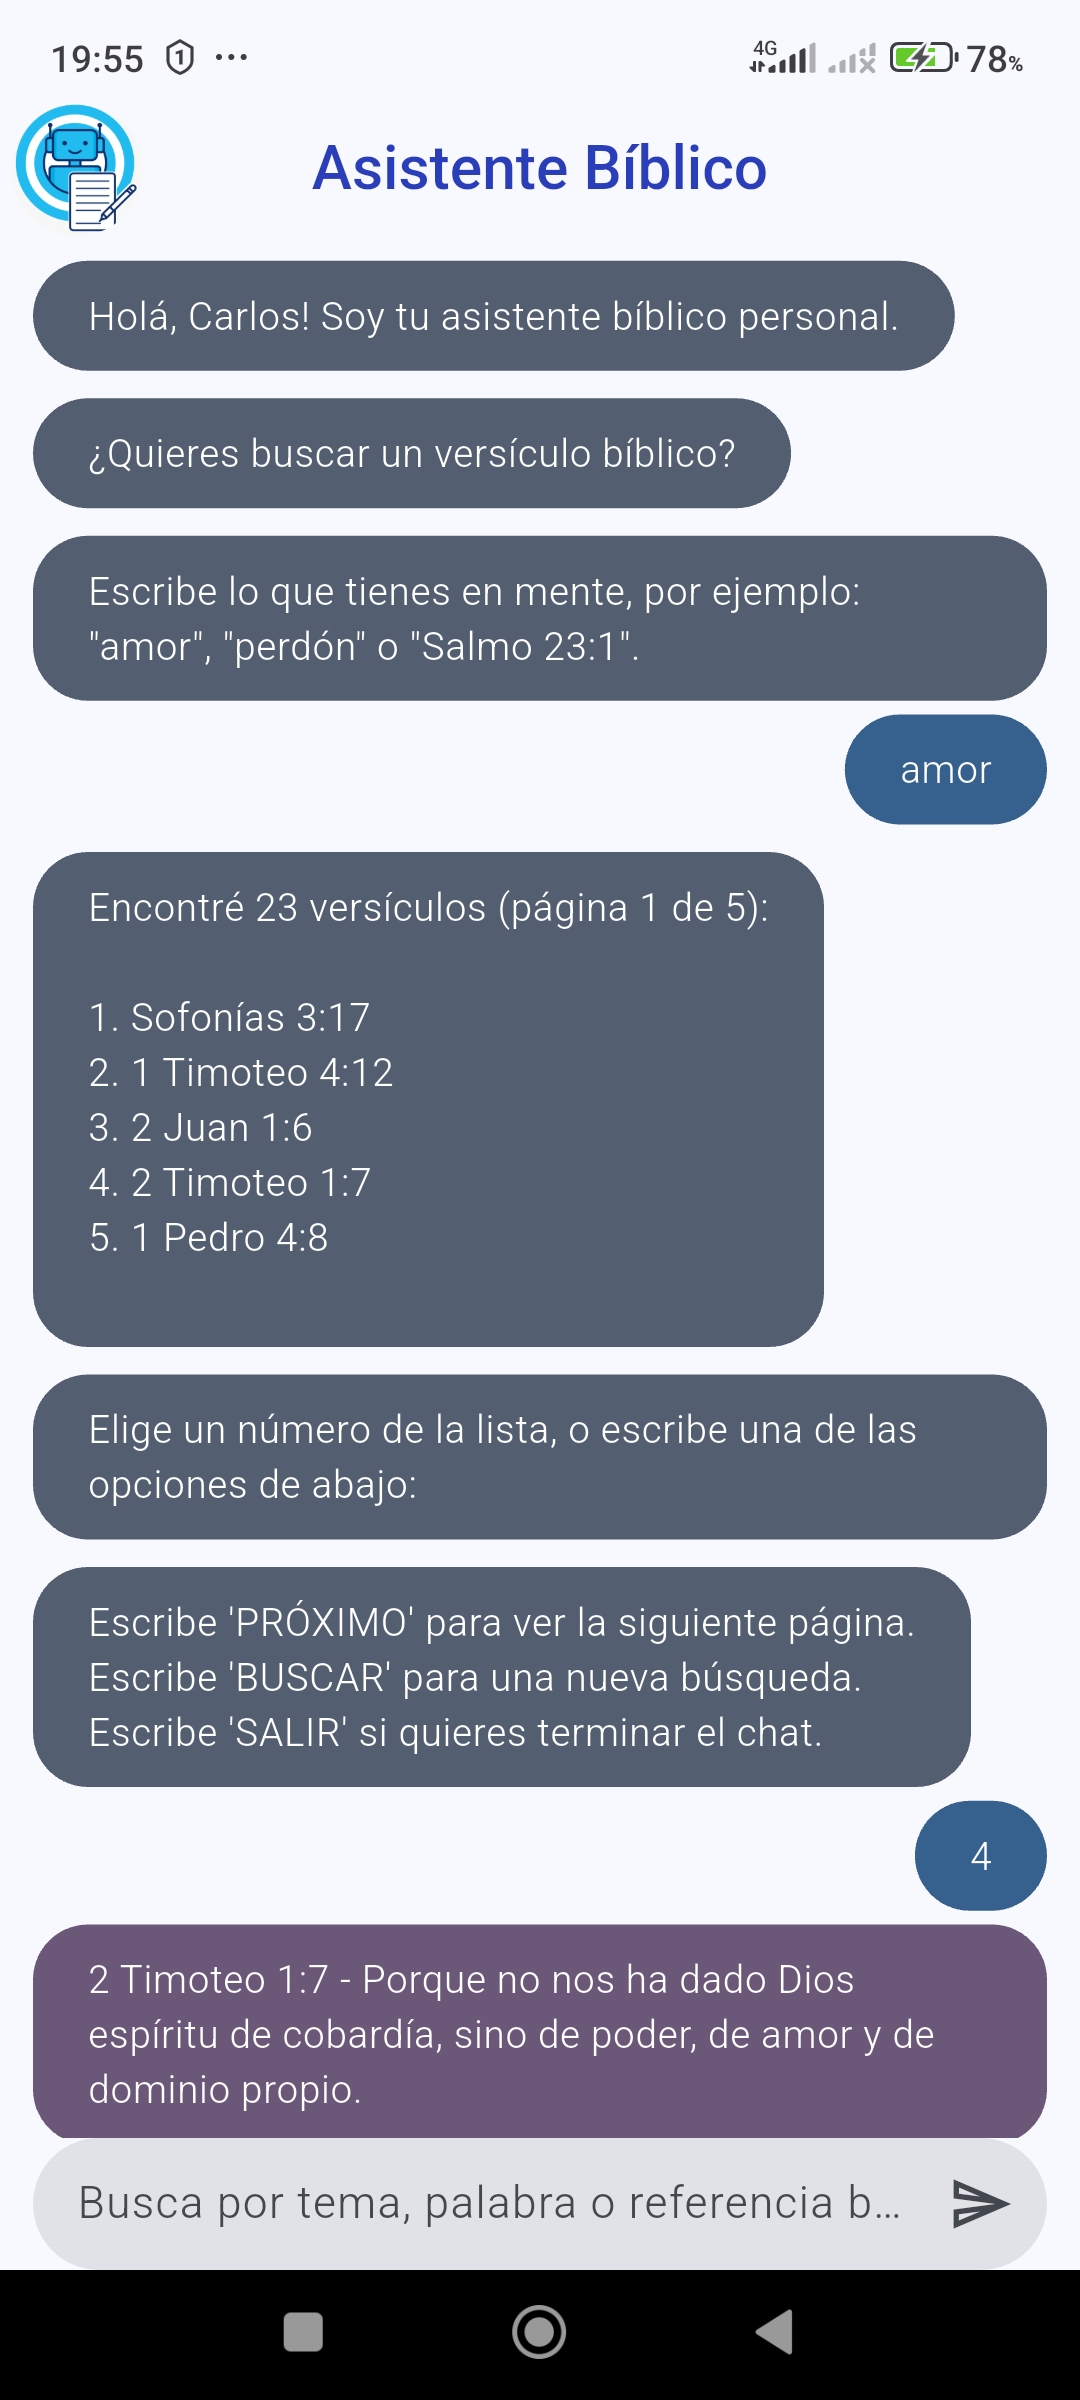 19:55 1 ... 4G 78%
Asistente Bíblico
Holá, Carlos! Soy tu asistente bíblico personal.
¿Quieres buscar un versículo bíblico?
Escribe lo que tienes en mente, por ejemplo:
"amor", "perdón" o "Salmo 23:1".
amor
Encontré 23 versículos (página 1 de 5):
1. Sofonías 3:17
2. 1 Timoteo 4:12
3. 2 Juan 1:6
4. 2 Timoteo 1:7
5. 1 Pedro 4:8
Elige un número de la lista, o escribe una de las
opciones de abajo:
Escribe 'PRÓXIMO' para ver la siguiente página.
Escribe 'BUSCAR' para una nueva búsqueda.
Escribe 'SALIR' si quieres terminar el chat.
4
2 Timoteo 1:7 - Porque no nos ha dado Dios
espíritu de cobardía, sino de poder, de amor y de
dominio propio.
Busca por tema, palabra o referencia b...